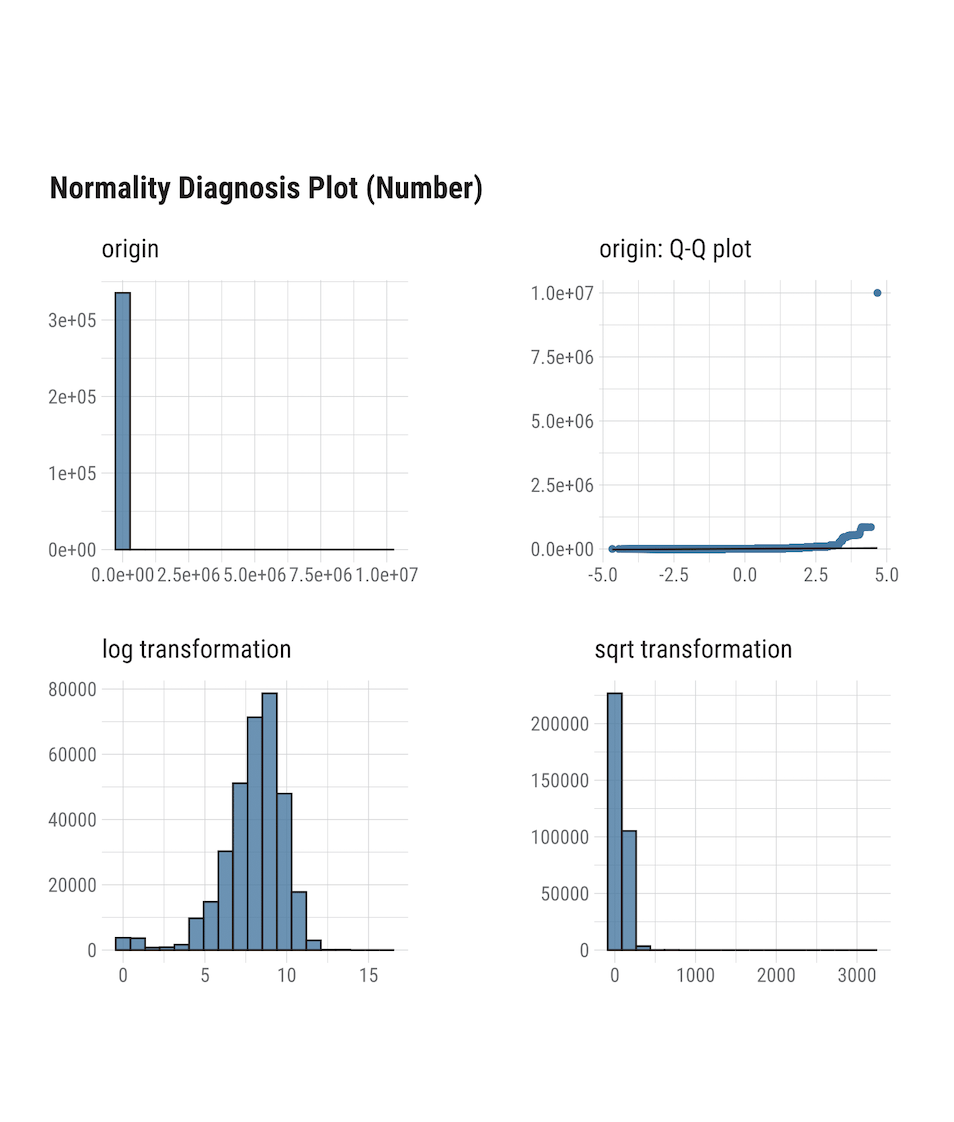 Normality Diagnosis Plot (Number)
origin
3e+05
2e+05
1e+05
0e+00
0.0e+00 2.5e+06 5.0e+06 7.5e+06 1.0e+07
origin: Q-Q plot
1.0e+07
7.5e+06
5.0e+06
2.5e+06
0.0e+00
-5.0 -2.5 0.0 2.5 5.0
log transformation
80000
60000
40000
20000
0
0 5 10 15
sqrt transformation
200000
150000
100000
50000
0
0 1000 2000 3000